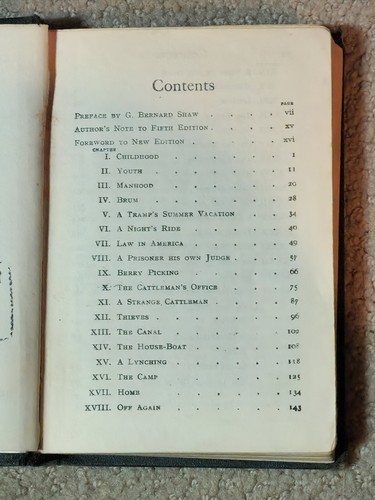 Contents
PAGE
PREFACE BY G. BERNARD SHAW . . . . vii
AUTHOR'S NOTE TO FIFTH EDITION . . . . xv
FOREWORD TO NEW EDITION . . . . . xvi
CHAPTER
I. CHILDHOOD . . . . . . 1
II. YOUTH . . . . . . 11
III. MANHOOD . . . . . . 20
IV. BRUM . . . . . . 28
V. A TRAMP'S SUMMER VACATION . . . 34
VI. A NIGHT'S RIDE . . . . . 40
VII. LAW IN AMERICA . . . . . 49
VIII. A PRISONER HIS OWN JUDGE . . . . 57
IX. BERRY PICKING . . . . . 66
X. THE CATTLEMAN'S OFFICE . . . . 75
XI. A STRANGE CATTLEMAN . . . . 87
XII. THIEVES . . . . . . 96
XIII. THE CANAL . . . . . . 102
XIV. THE HOUSE-BOAT . . . . . 108
XV. A LYNCHING . . . . . 118
XVI. THE CAMP . . . . . . 125
XVII. HOME . . . . . . 134
XVIII. OFF AGAIN . . . . . . 143